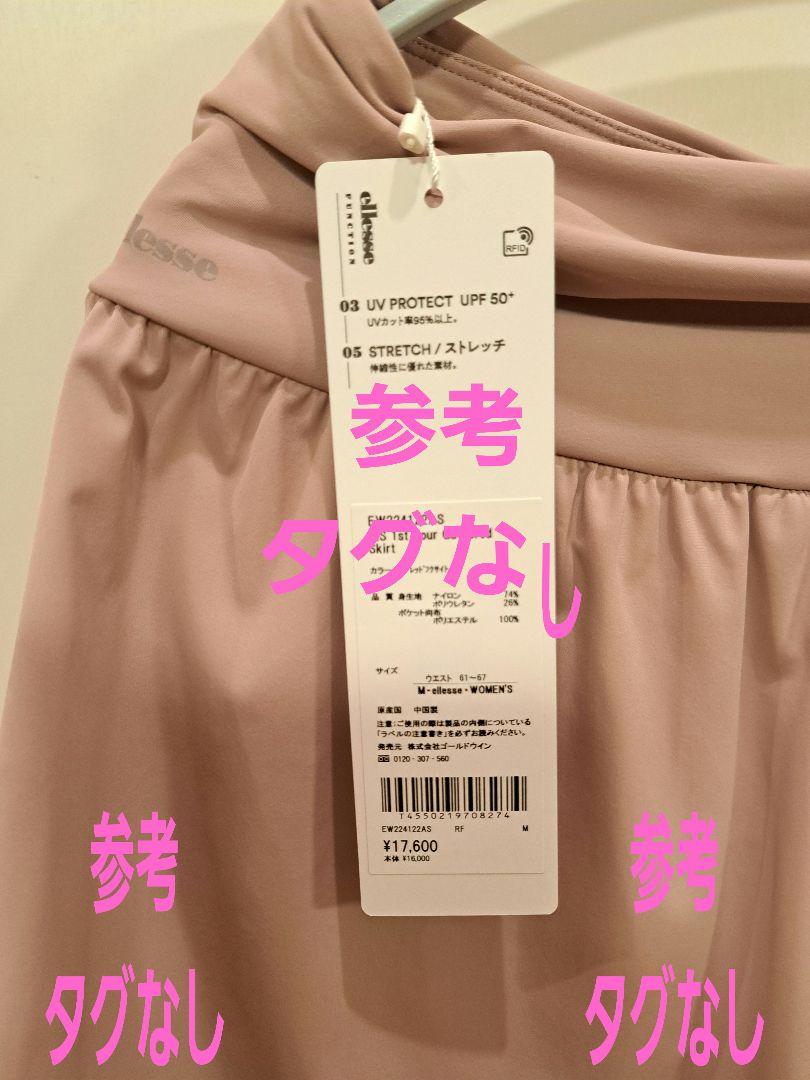 ellesse
FUNCTION
RFID
lesse
03 UV PROTECT UPF 50+
UVカット率95%以上。
05 STRETCH / ストレッチ
伸縮性に優れた素材。
参考
タグなし
EW224122AS
1st
Skirt
カラー
品 質 身生地 ナイロン 74%
ポリウレタン 26%
ポケット向布
ポリエステル 100%
サイズ
ウエスト 61〜67
M-ellesse・WOMEN'S
原産国 中国製
注意:ご使用の際は製品の内側についている
「ラベルの注意書き」を必ずお読みください。
発売元 株式会社ゴールドウイン
0120-307-560
T4550219708274
EW224122AS RF M
¥17,600
本体 ¥16,000
参考
タグなし
参考
タグなし